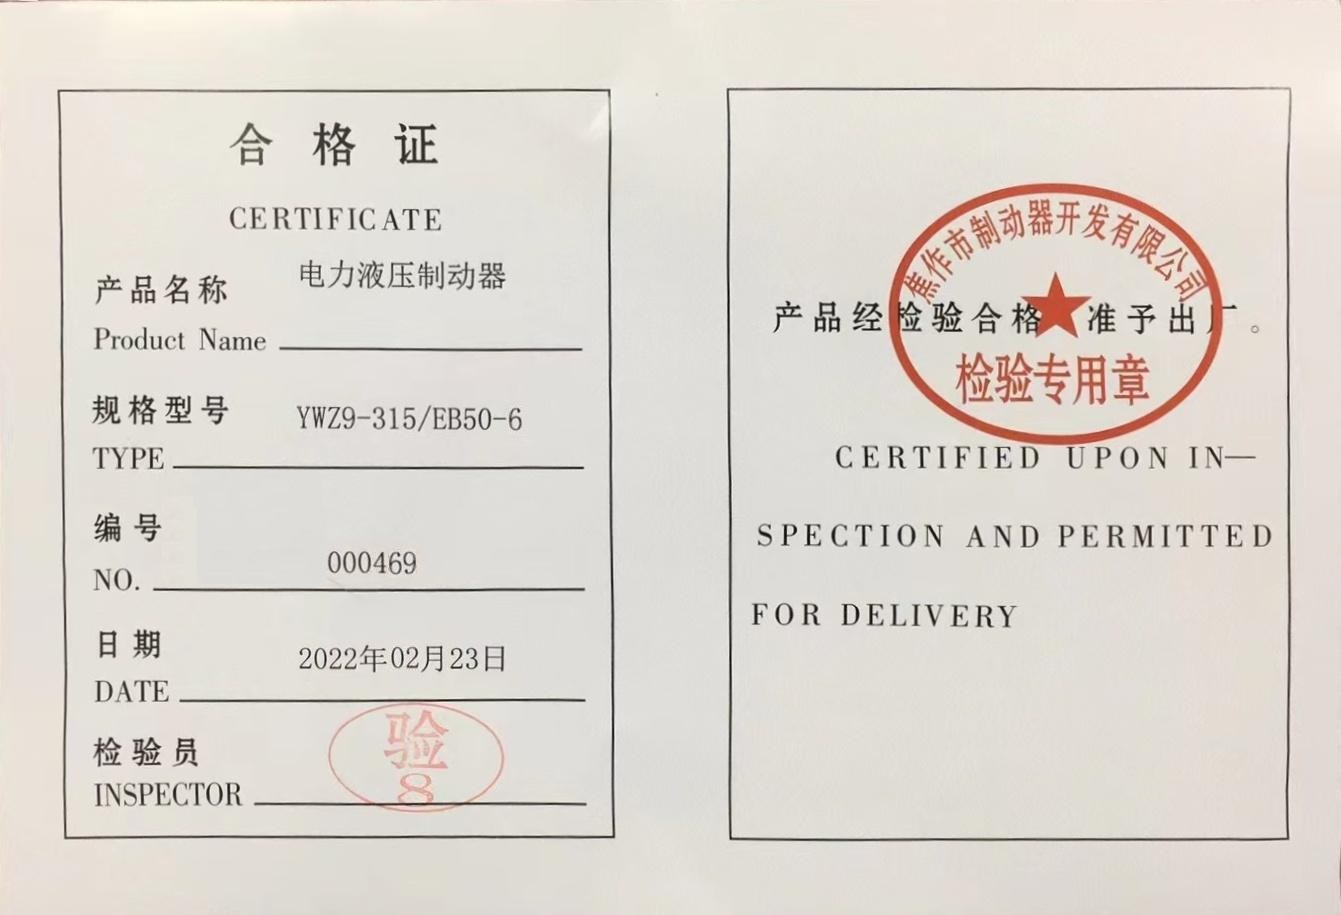 合格证
CERTIFICATE
产品名称 电力液压制动器
Product Name
规格型号 YWZ9-315/EB50-6
TYPE
编号
NO. 000469
日期 2022年02月23日
DATE
验
8
检验员
INSPECTOR
焦作市制动器开发有限公司
产品经检验合格 准予出厂。
检验专用章
CERTIFIED UPON IN—
SPECTION AND PERMITTED
FOR DELIVERY